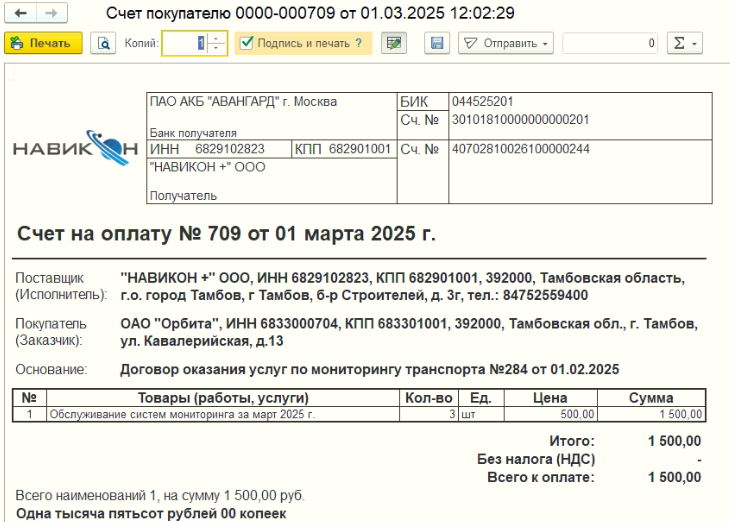 Счет покупателю 0000-000709 от 01.03.2025 12:02:29
Печать Копий: 1 Подпись и печать ? Отправить 0 Σ
ПАО АКБ "АВАНГАРД" г. Москва БИК 044525201
Сч. № 30101810000000000201
Банк получателя
НАВИКОН
ИНН 6829102823 КПП 682901001 Сч. № 40702810026100000244
"НАВИКОН +" ООО
Получатель
Счет на оплату № 709 от 01 марта 2025 г.
Поставщик "НАВИКОН +" ООО, ИНН 6829102823, КПП 682901001, 392000, Тамбовская область,
(Исполнитель): г.о. город Тамбов, г Тамбов, б-р Строителей, д. 3г, тел.: 84752559400
Покупатель ОАО "Орбита", ИНН 6833000704, КПП 683301001, 392000, Тамбовская обл., г. Тамбов,
(Заказчик): ул. Кавалерийская, д.13
Основание: Договор оказания услуг по мониторингу транспорта №284 от 01.02.2025
№ Товары (работы, услуги) Кол-во Ед. Цена Сумма
1 Обслуживание систем мониторинга за март 2025 г. 3 шт 500,00 1 500,00
Итого: 1 500,00
Без налога (НДС) -
Всего к оплате: 1 500,00
Всего наименований 1, на сумму 1 500,00 руб.
Одна тысяча пятьсот рублей 00 копеек